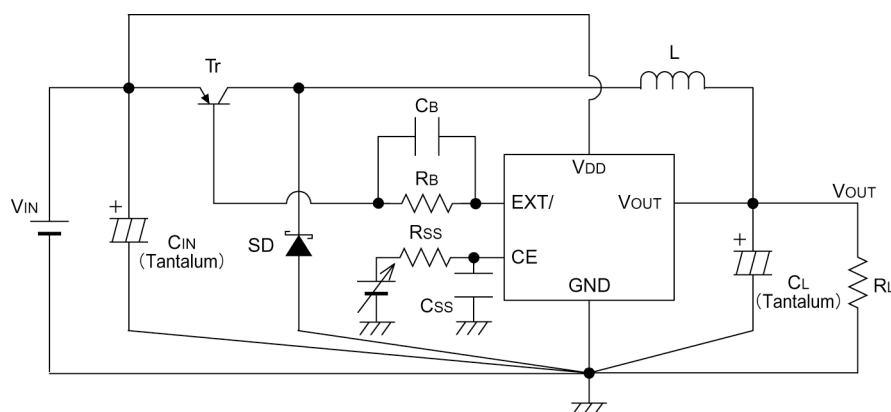 L
Tr
CB
VDD
RB
EXT/
VOUT
VOUT
VIN
+
CIN
(Tantalum)
SD
RSS
CE
+
CL
(Tantalum)
RL
CSS
GND